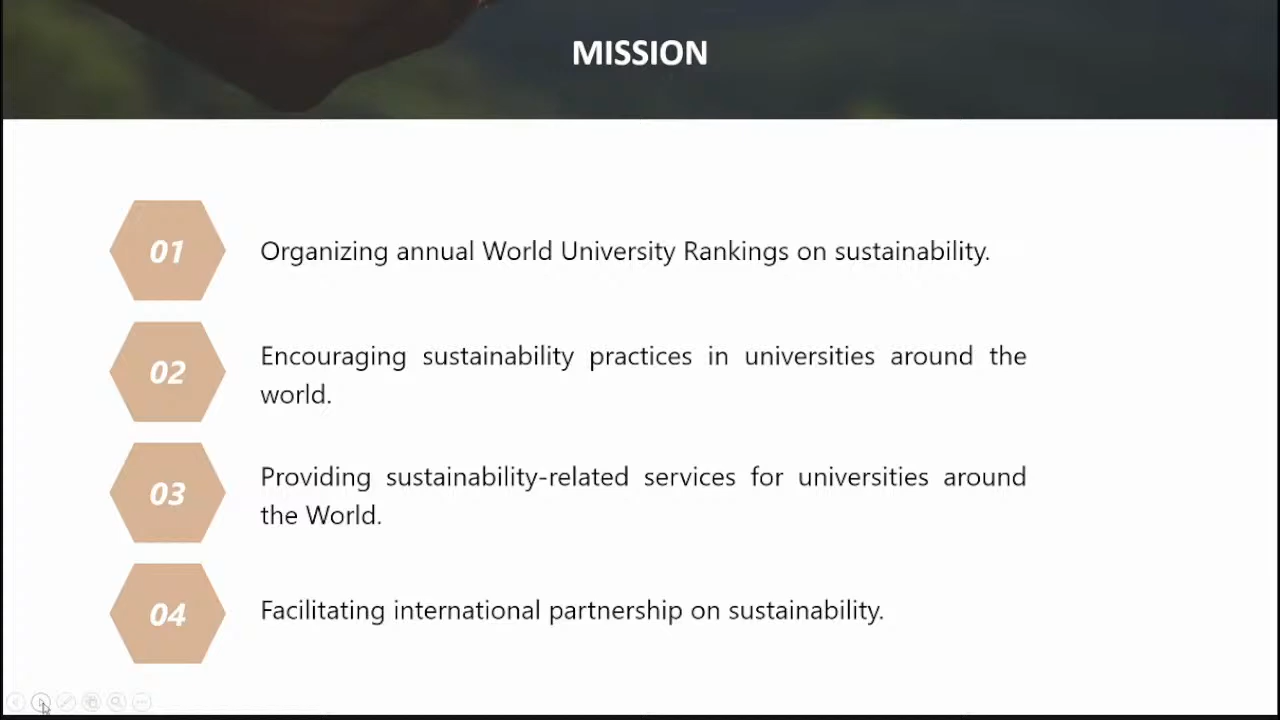 MISSION
01
Organizing annual World University Rankings on sustainability.
02
Encouraging sustainability practices in universities around the
world.
03
Providing sustainability-related services for universities around
the World.
04
Facilitating international partnership on sustainability.